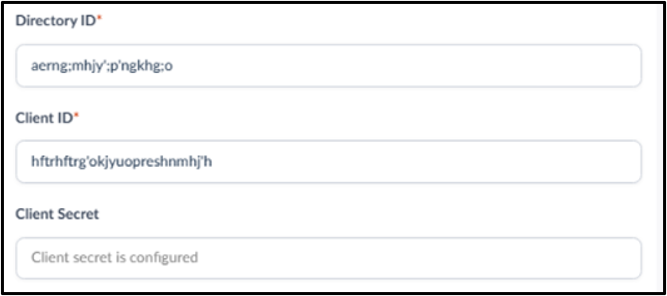 Directory ID*
aerng;mhjy';p'ngkhg;o
Client ID*
hftrhftrg'okjyuopreshnmhj'h
Client Secret
Client secret is configured